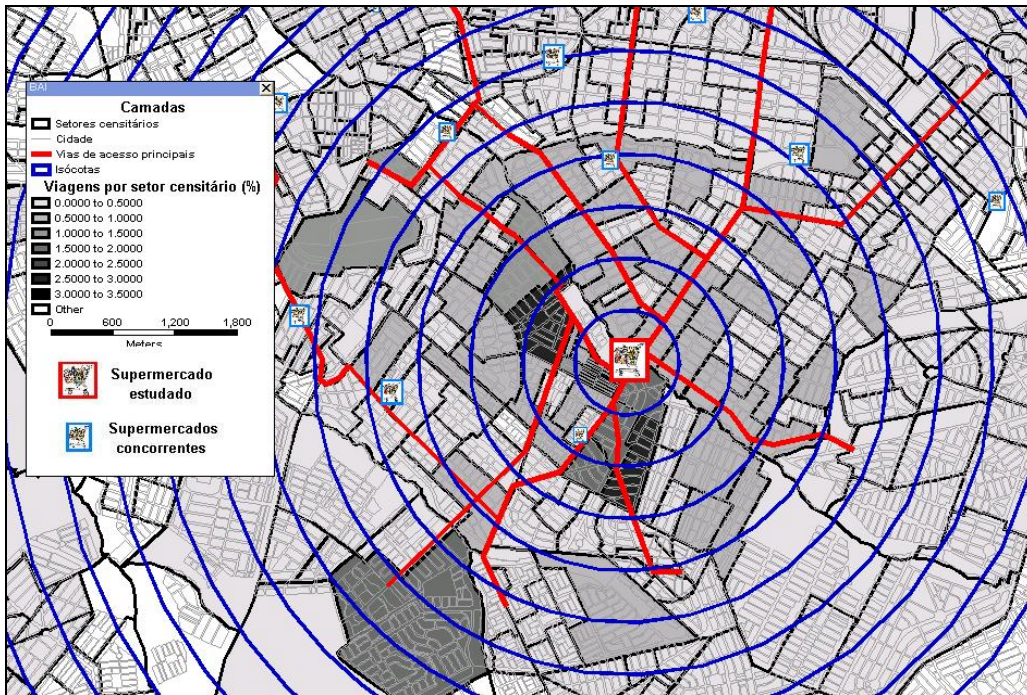 BAI
Camadas
Setores censitários
Cidade
Vias de acesso principais
Isócotas
Viagens por setor censitário (%)
0.0000 to 0.5000
0.5000 to 1.0000
1.0000 to 1.5000
1.5000 to 2.0000
2.0000 to 2.5000
2.5000 to 3.0000
3.0000 to 3.5000
Other
0 600 1,200 1,800
Meters
Supermercado
estudado
Supermercados
concorrentes